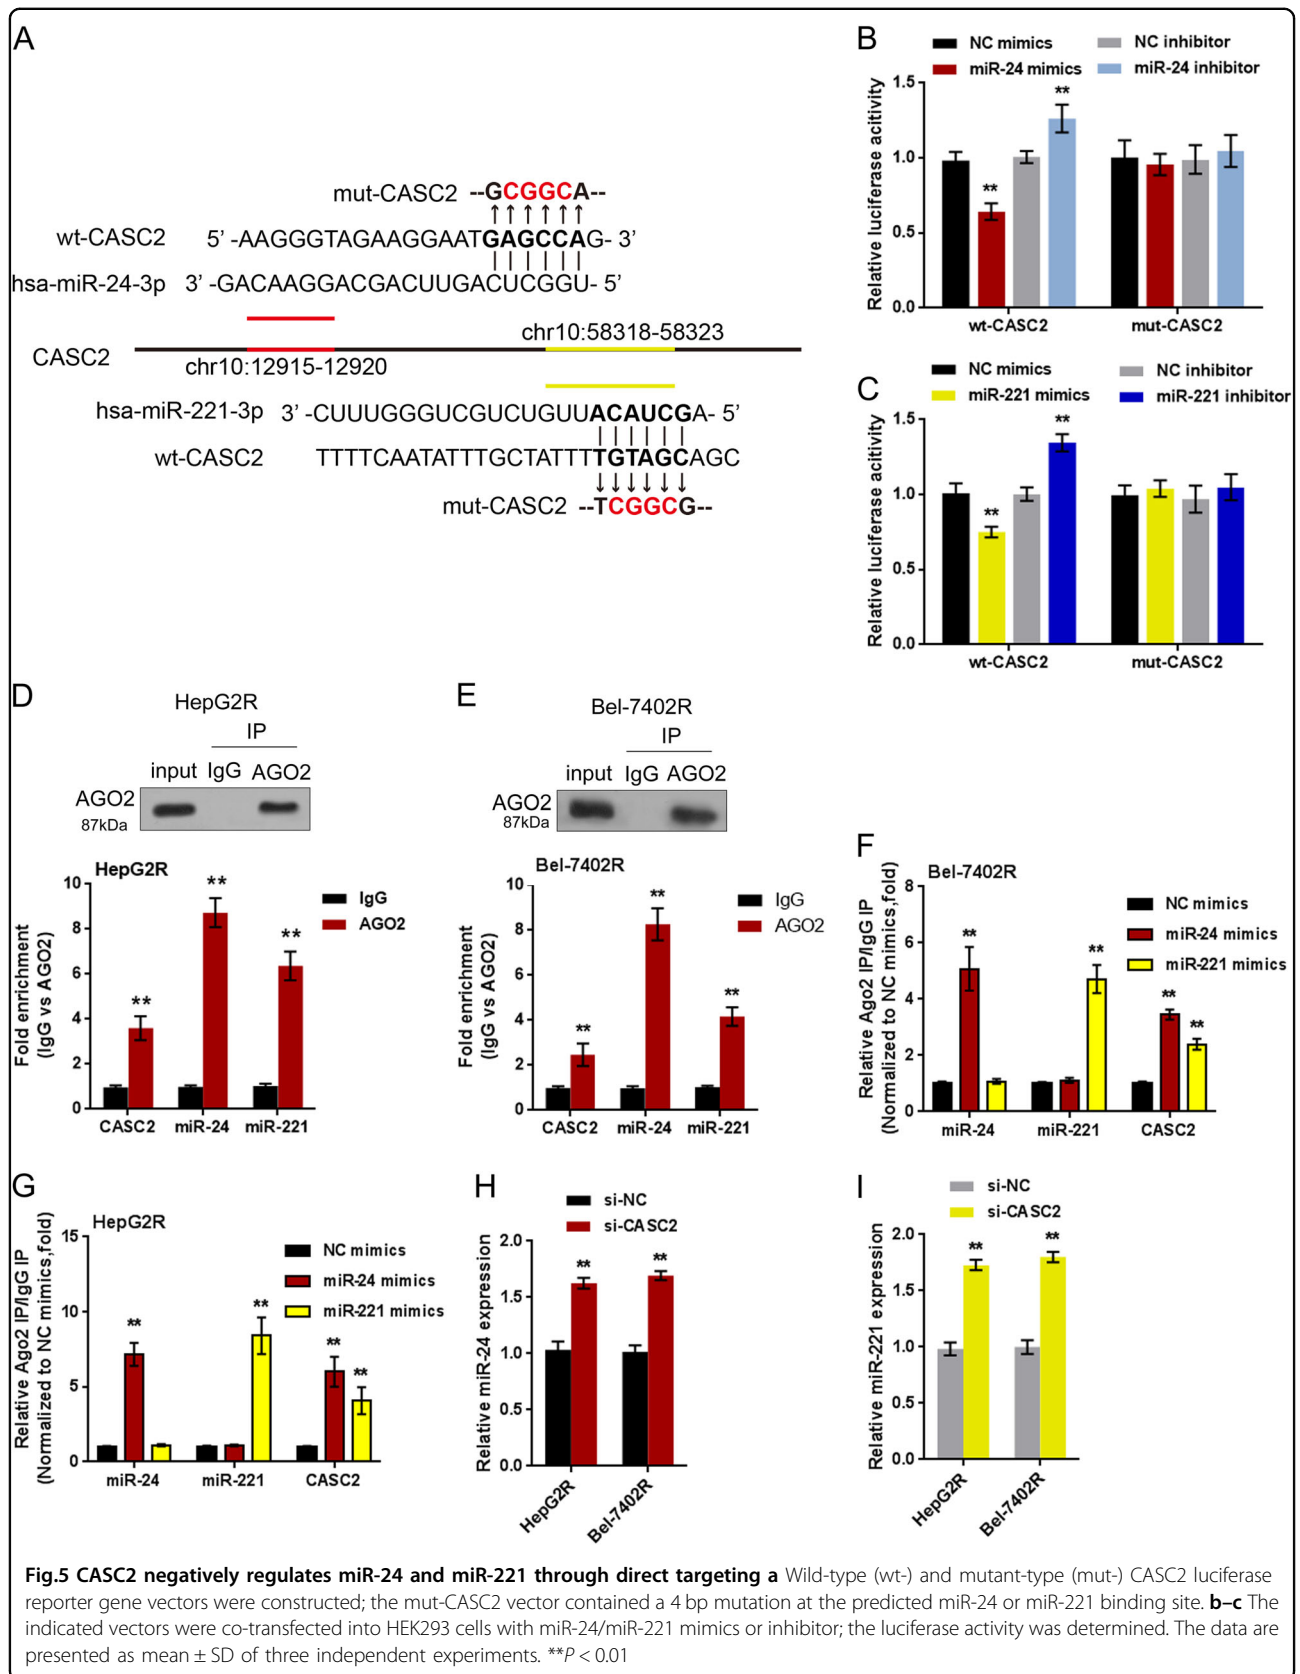 A
mut-CASC2 --GCGGCA--
wt-CASC2 5' -AAGGGTAGAAGGAATGAGCCAG- 3'
hsa-miR-24-3p 3' -GACAAGGACGACUUGACUCGGU- 5'
chr10:58318-58323
CASC2
chr10:12915-12920
hsa-miR-221-3p 3' -CUUUGGGUCGUCUGUUACAUCGA- 5'
wt-CASC2 TTTTCAATATTTGCTATTTTGTAGCAGC
mut-CASC2 --TCGGCG--
B
NC mimics NC inhibitor
miR-24 mimics miR-24 inhibitor
Relative luciferase acitivity
1.5
1.0
0.5
0.0
**
**
wt-CASC2 mut-CASC2
C
NC mimics NC inhibitor
miR-221 mimics miR-221 inhibitor
Relative luciferase acitivity
1.5
1.0
0.5
0.0
**
**
wt-CASC2 mut-CASC2
D
HepG2R
IP
input IgG AGO2
AGO2
87kDa
HepG2R
IgG
AGO2
Fold enrichment
(IgG vs AGO2)
10
8
6
4
2
0
**
**
**
CASC2 miR-24 miR-221
E
Bel-7402R
IP
input IgG AGO2
AGO2
87kDa
Bel-7402R
IgG
AGO2
Fold enrichment
(IgG vs AGO2)
10
8
6
4
2
0
**
**
**
CASC2 miR-24 miR-221
F
Bel-7402R
NC mimics
miR-24 mimics
miR-221 mimics
Relative Ago2 IP/IgG IP
(Normalized to NC mimics,fold)
8
6
4
2
0
**
**
**
**
miR-24 miR-221 CASC2
G
HepG2R
NC mimics
miR-24 mimics
miR-221 mimics
Relative Ago2 IP/IgG IP
(Normalized to NC mimics,fold)
15
10
5
0
**
**
**
**
miR-24 miR-221 CASC2
H
si-NC
si-CASC2
Relative miR-24 expression
2.0
1.5
1.0
0.5
0.0
**
**
HepG2R Bel-7402R
I
si-NC
si-CASC2
Relative miR-221 expression
2.0
1.5
1.0
0.5
0.0
**
**
HepG2R Bel-7402R
Fig.5 CASC2 negatively regulates miR-24 and miR-221 through direct targeting a Wild-type (wt-) and mutant-type (mut-) CASC2 luciferase
reporter gene vectors were constructed; the mut-CASC2 vector contained a 4 bp mutation at the predicted miR-24 or miR-221 binding site. b–c The
indicated vectors were co-transfected into HEK293 cells with miR-24/miR-221 mimics or inhibitor; the luciferase activity was determined. The data are
presented as mean ± SD of three independent experiments. **P < 0.01